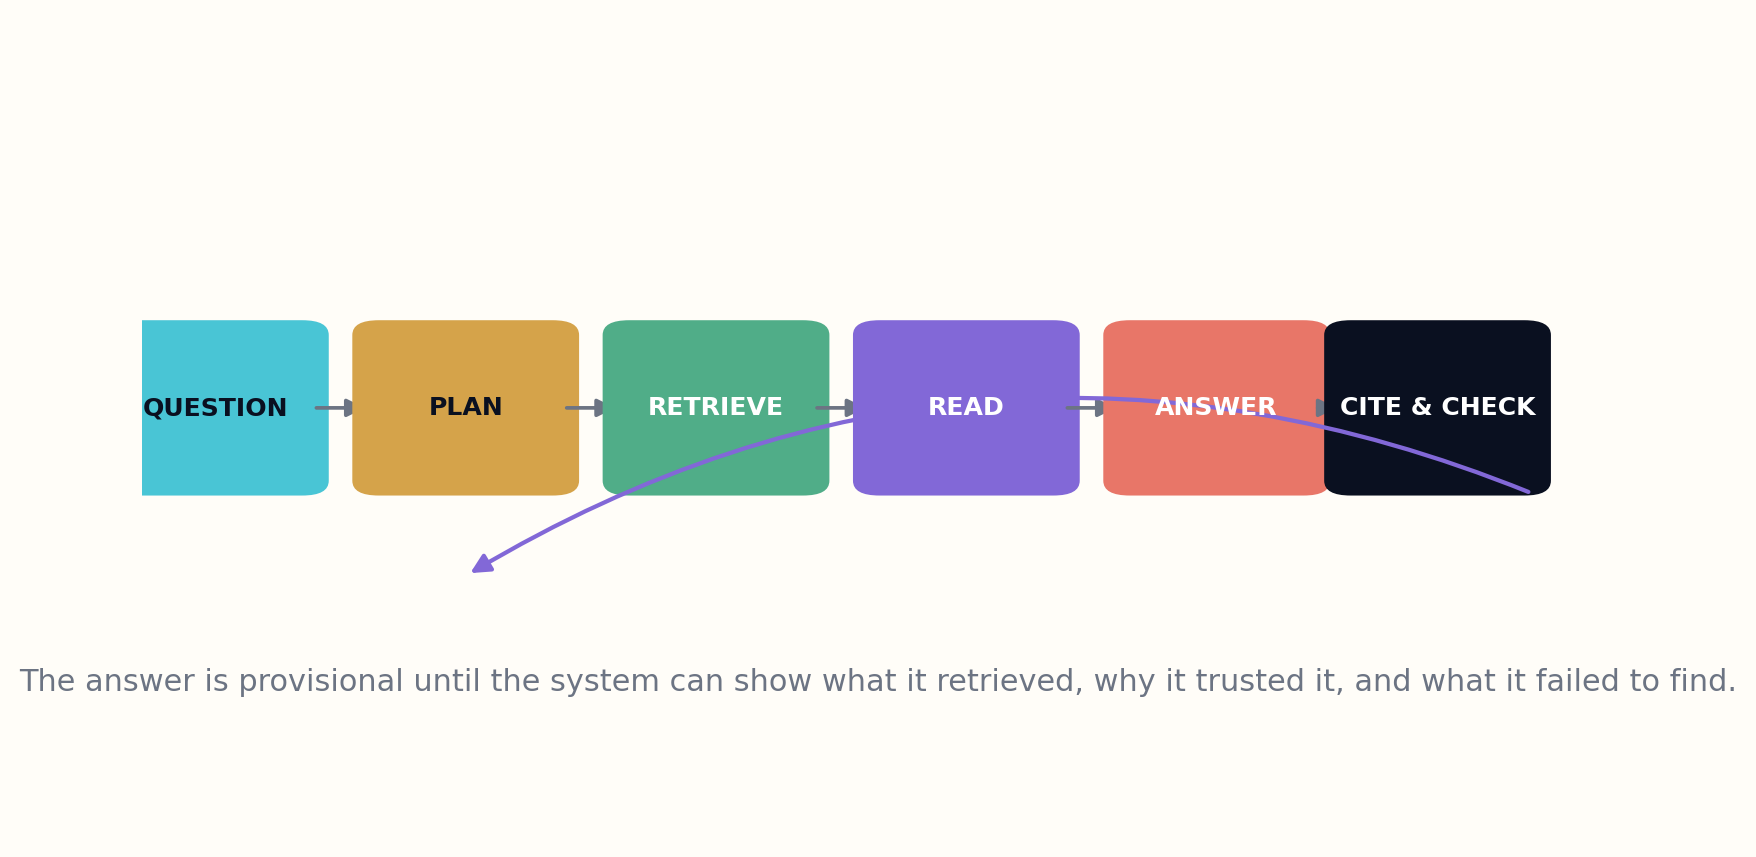 QUESTION
PLAN
RETRIEVE
READ
ANSWER
CITE & CHECK
The answer is provisional until the system can show what it retrieved, why it trusted it, and what it failed to find.